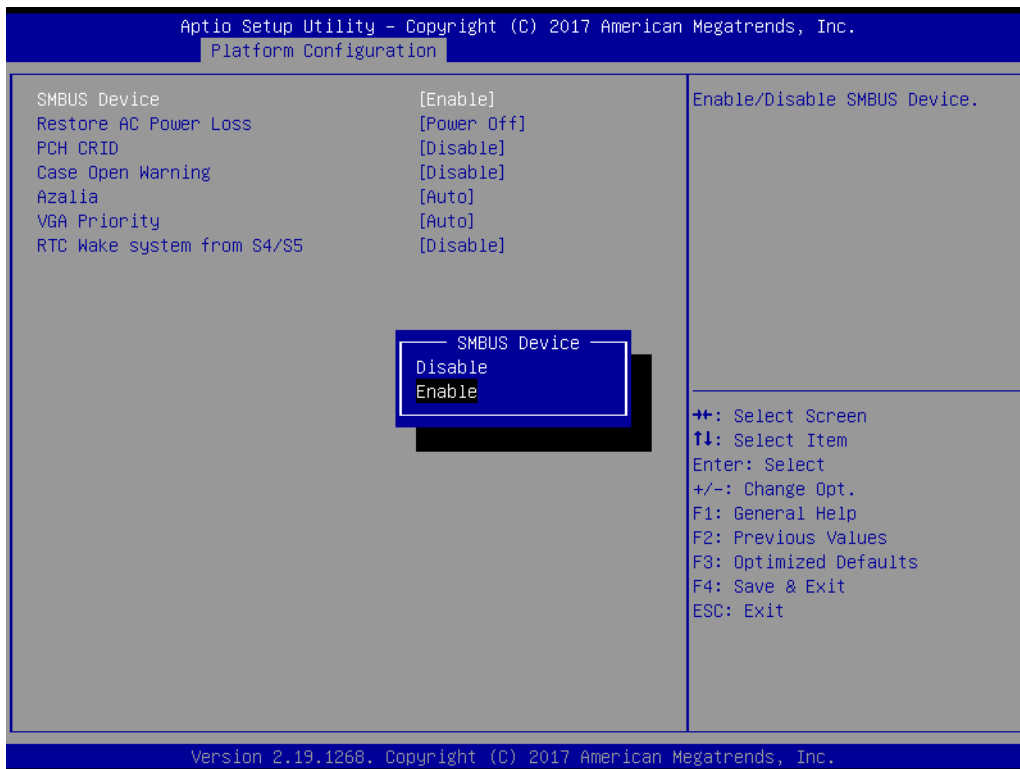 Aptio Setup Utility – Copyright (C) 2017 American Megatrends, Inc.
Platform Configuration
SMBUS Device [Enable]
Restore AC Power Loss [Power Off]
PCH CRID [Disable]
Case Open Warning [Disable]
Azalia [Auto]
VGA Priority [Auto]
RTC Wake system from S4/S5 [Disable]
SMBUS Device
Disable
Enable
Enable/Disable SMBUS Device.
→←: Select Screen
↑↓: Select Item
Enter: Select
+/-: Change Opt.
F1: General Help
F2: Previous Values
F3: Optimized Defaults
F4: Save & Exit
ESC: Exit
Version 2.19.1268. Copyright (C) 2017 American Megatrends, Inc.